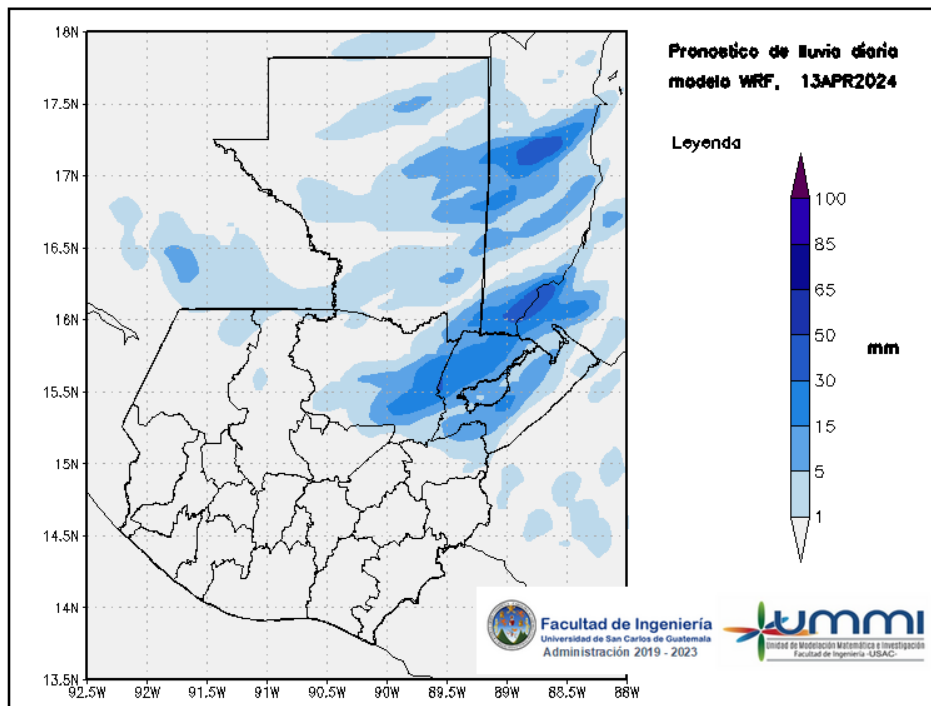 Pronostico de lluvia diaria
modelo WRF, 13APR2024
Leyenda
100
85
65
50
30
15
5
1
mm
18N
17.5N
17N
16.5N
16N
15.5N
15N
14.5N
14N
13.5N
92.5W
92W
91.5W
91W
90.5W
90W
89.5W
89W
88.5W
88W
Facultad de Ingeniería
Universidad de San Carlos de Guatemala
Administración 2019 - 2023
ummi
Unidad de Modelación Matemática e Investigación
Facultad de Ingeniería -USAC-